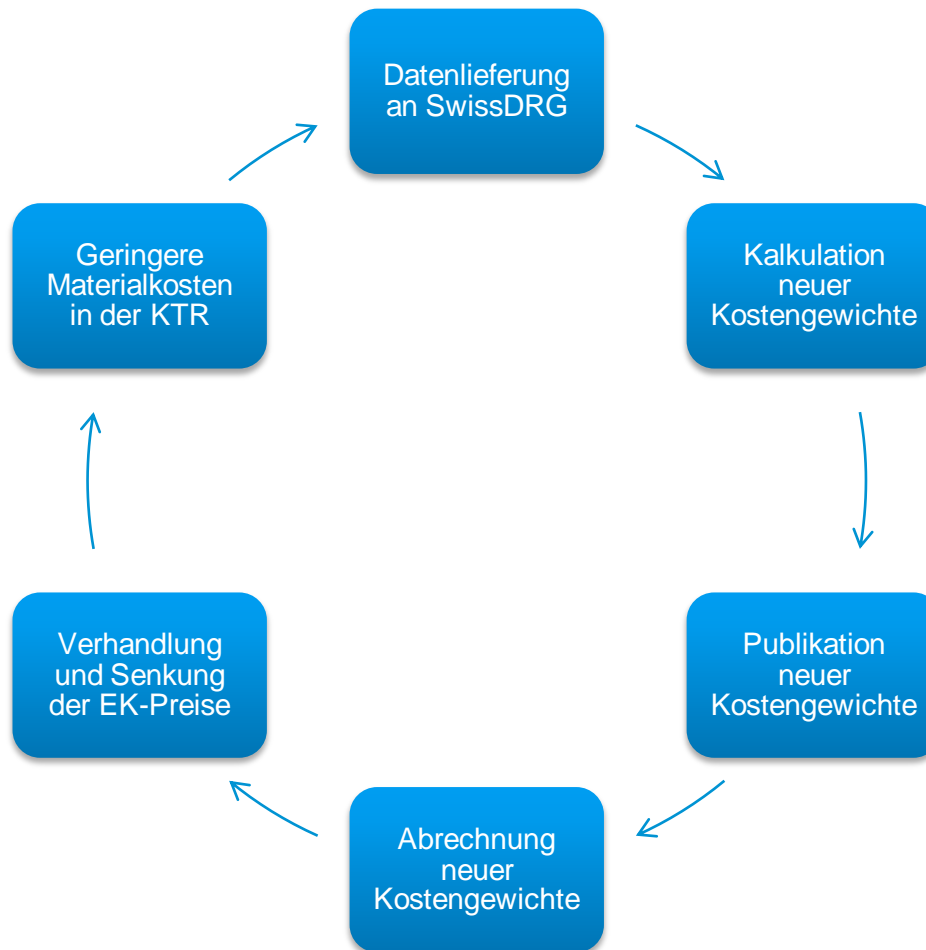 Datenlieferung
an SwissDRG
Kalkulation
neuer
Kostengewichte
Publikation
neuer
Kostengewichte
Abrechnung
neuer
Kostengewichte
Verhandlung
und Senkung
der EK-Preise
Geringere
Materialkosten
in der KTR